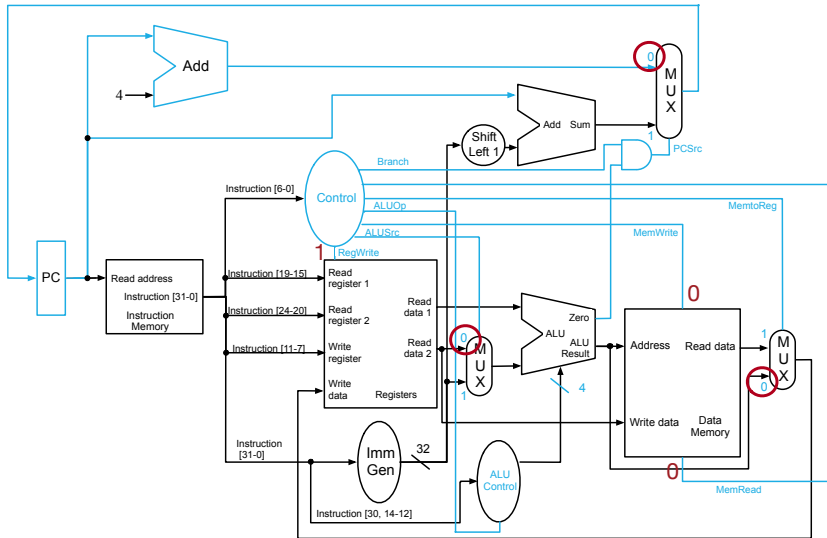 Add
4
0
M
U
X
1
PCSrc
Add Sum
Shift
Left 1
Branch
Control
Instruction [6-0]
ALUOp
MemtoReg
MemWrite
ALUSrc
1
RegWrite
0
PC
Read address
Instruction [31-0]
Instruction
Memory
Instruction [19-15]
Instruction [24-20]
Instruction [11-7]
Read
register 1
Read
register 2
Write
register
Write
data
Read
data 1
Read
data 2
Registers
0
M
U
X
1
Zero
ALU
ALU
Result
4
Address
Read data
Write data
Data
Memory
0
MemRead
1
M
U
X
0
Instruction
[31-0]
Imm
Gen
32
ALU
Control
Instruction [30, 14-12]